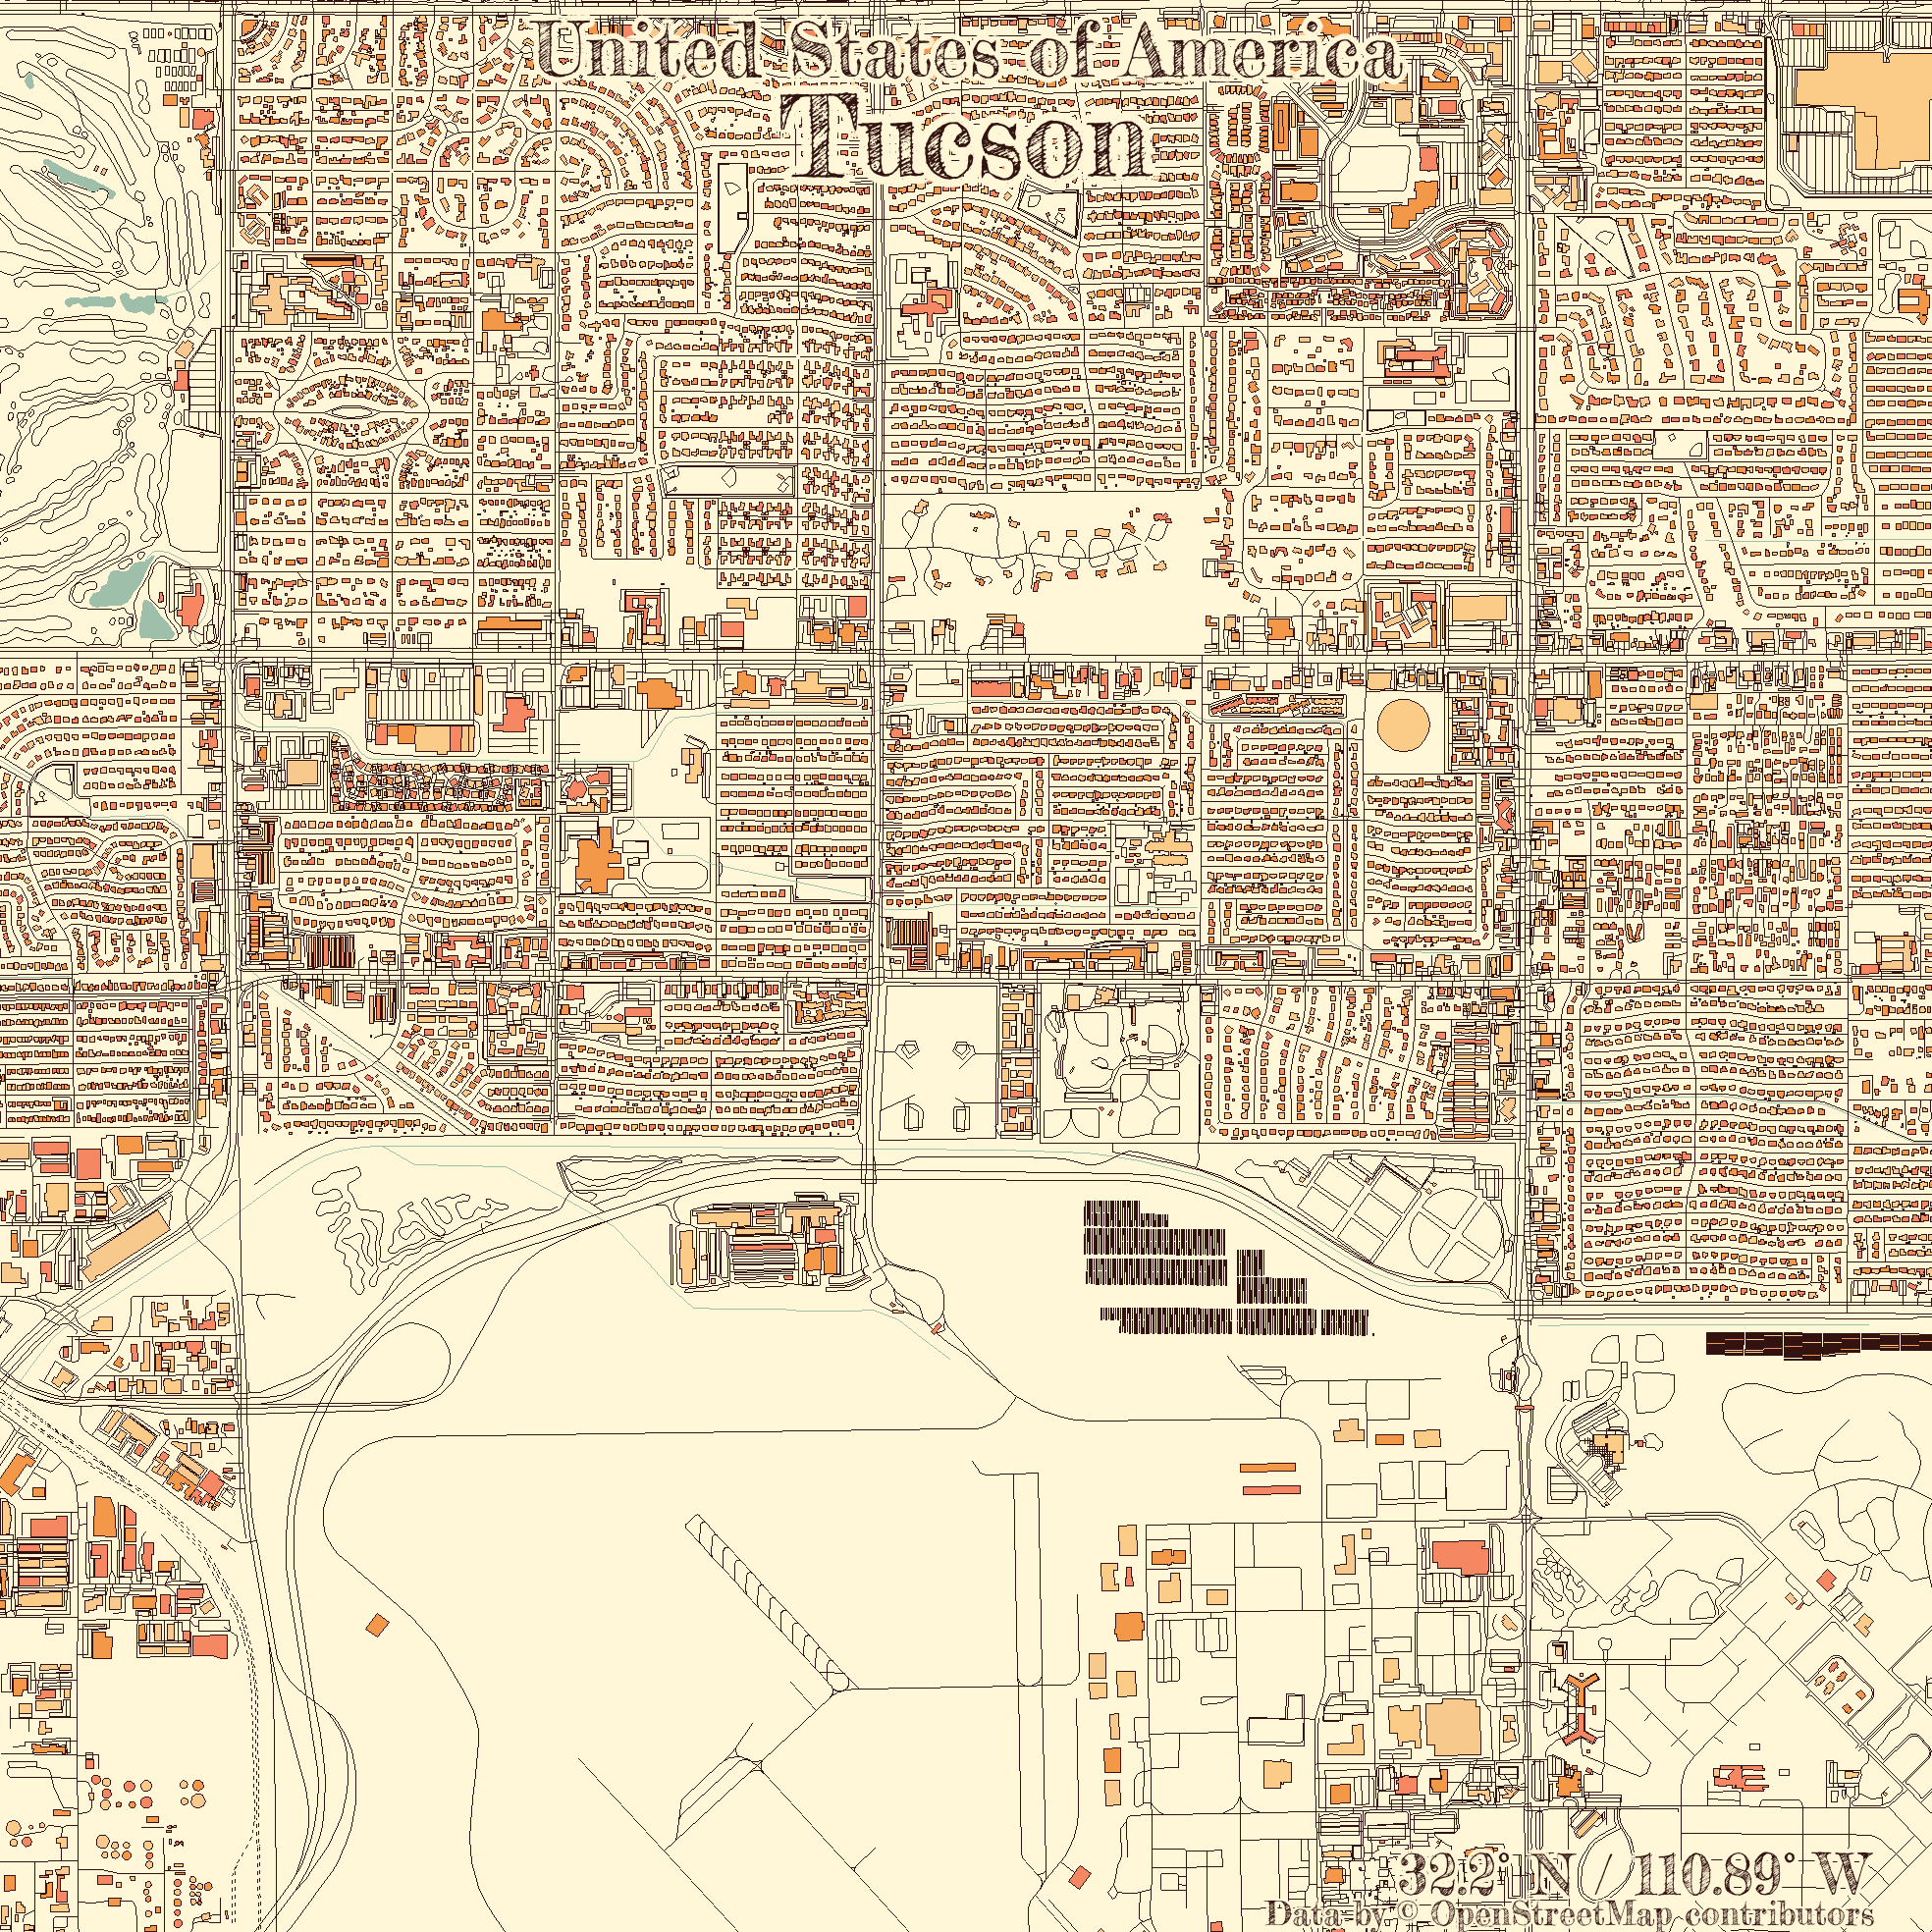 United States of America
Tucson
32.2° N / 110.89° W
Data by © OpenStreetMap contributors